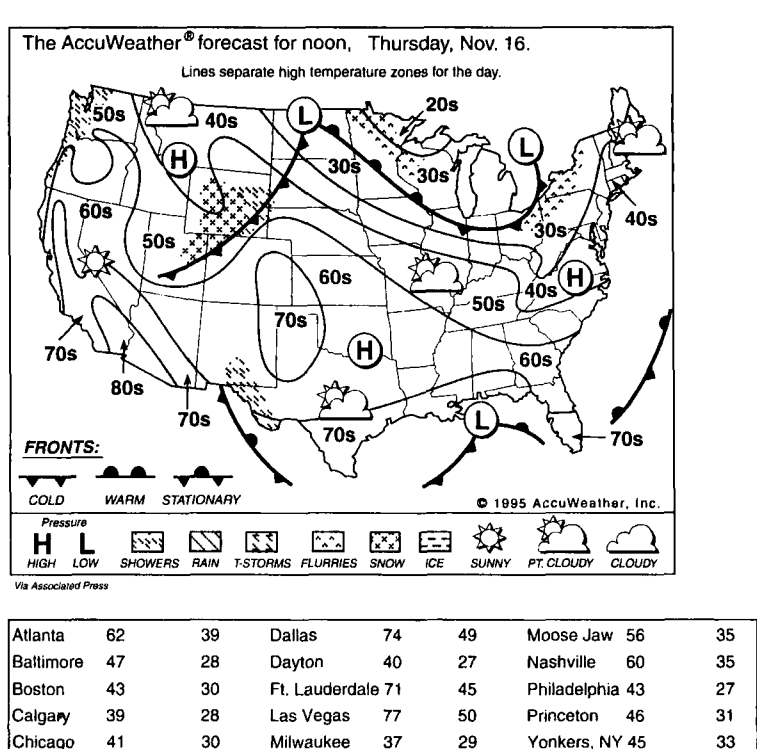 The AccuWeather® forecast for noon, Thursday, Nov. 16.
Lines separate high temperature zones for the day.
50s
40s
L
20s
L
H
30s
30s
60s
50s
30s
40s
60s
50s
40s
H
70s
H
60s
70s
80s
70s
70s
L
70s
FRONTS:
COLD WARM STATIONARY
© 1995 AccuWeather, Inc.
Pressure
H L
HIGH LOW SHOWERS RAIN T-STORMS FLURRIES SNOW ICE SUNNY PT. CLOUDY CLOUDY
Via Associated Press
Atlanta 62 39 Dallas 74 49 Moose Jaw 56 35
Baltimore 47 28 Dayton 40 27 Nashville 60 35
Boston 43 30 Ft. Lauderdale 71 45 Philadelphia 43 27
Calgary 39 28 Las Vegas 77 50 Princeton 46 31
Chicago 41 30 Milwaukee 37 29 Yonkers, NY 45 33